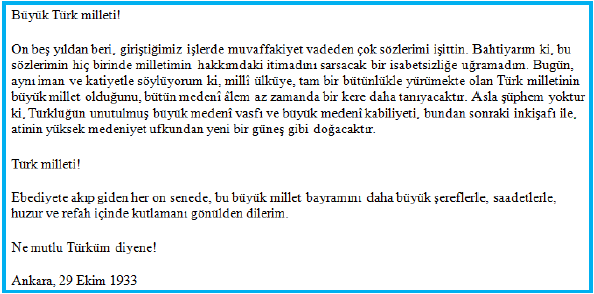 Büyük Türk milleti!
On beş yıldan beri, giriştiğimiz işlerde muvaffakiyet vadeden çok sözlerimi işittin. Bahtiyarım ki, bu
sözlerimin hiç birinde milletimin hakkımdaki itimadını sarsacak bir isabetsizliğe uğramadım. Bugün,
aynı iman ve katiyetle söylüyorum ki, millî ülküye, tam bir bütünlükle yürümekte olan Türk milletinin
büyük millet olduğunu, bütün medenî âlem az zamanda bir kere daha tanıyacaktır. Asla şüphem yoktur
ki, Türklüğün unutulmuş büyük medenî vasfı ve büyük medenî kabiliyeti, bundan sonraki inkişafı ile,
atinin yüksek medeniyet ufkundan yeni bir güneş gibi doğacaktır.
Türk milleti!
Ebediyete akıp giden her on senede, bu büyük millet bayramını daha büyük şereflerle, saadetlerle,
huzur ve refah içinde kutlamanı gönülden dilerim.
Ne mutlu Türküm diyene!
Ankara, 29 Ekim 1933